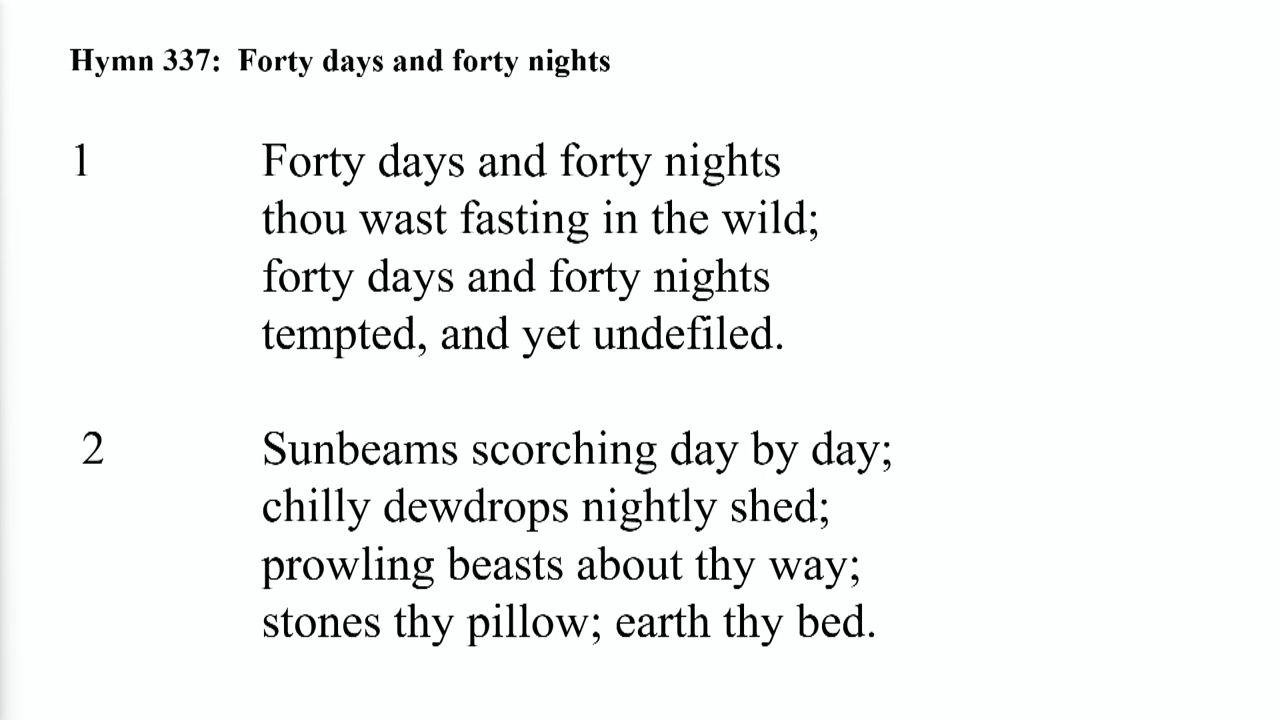 Hymn 337: Forty days and forty nights
1 Forty days and forty nights
thou wast fasting in the wild;
forty days and forty nights
tempted, and yet undefiled.
2 Sunbeams scorching day by day;
chilly dewdrops nightly shed;
prowling beasts about thy way;
stones thy pillow; earth thy bed.